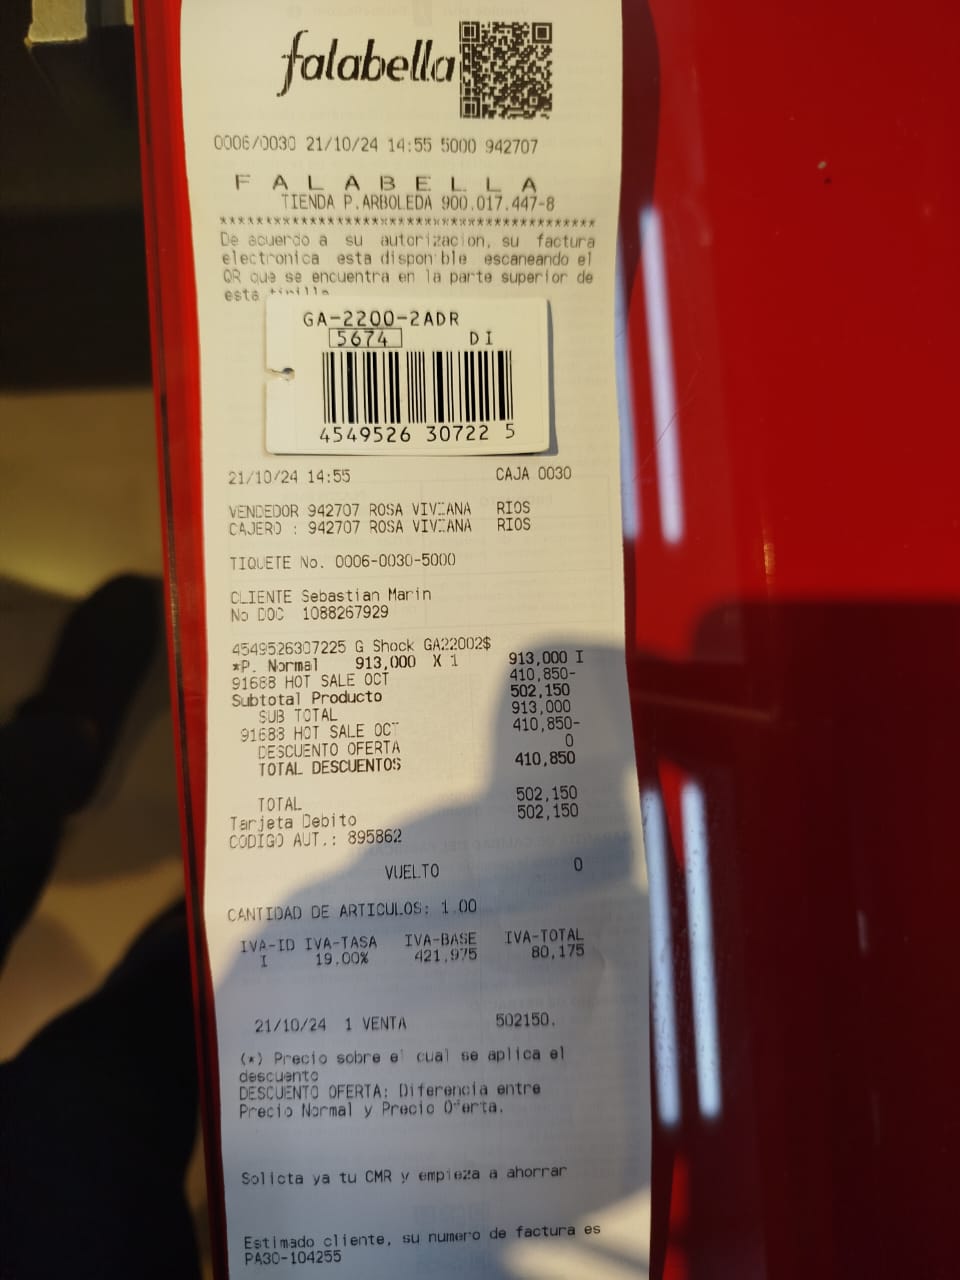 falabella
0006/0030 21/10/24 14:55 5000 942707
F A L A B E L L A
TIENDA P.ARBOLEDA 900.017.447-8
******************************************
De acuerdo a su autorizacion, su factura
electronica esta disponible escaneando el
QR que se encuentra en la parte superior de
esta
GA-2200-2ADR
5674 DI
4549526 30722 5
21/10/24 14:55 CAJA 0030
VENDEDOR 942707 ROSA VIVIANA RIOS
CAJERO : 942707 ROSA VIVIANA RIOS
TIQUETE No. 0006-0030-5000
CLIENTE Sebastian Marin
No DOC 1088267929
4549526307225 G Shock GA22002$
*P. Normal 913,000 X 1 913,000 I
91688 HOT SALE OCT 410,850-
Subtotal Producto 502,150
SUB TOTAL 913,000
91688 HOT SALE OCT 410,850-
DESCUENTO OFERTA 0
TOTAL DESCUENTOS 410,850
TOTAL 502,150
Tarjeta Debito 502,150
CODIGO AUT.: 895862
VUELTO 0
CANTIDAD DE ARTICULOS: 1.00
IVA-ID IVA-TASA IVA-BASE IVA-TOTAL
I 19.00% 421,975 80,175
21/10/24 1 VENTA 502150.
(*) Precio sobre el cual se aplica el
descuento
DESCUENTO OFERTA: Diferencia entre
Precio Normal y Precio Oferta.
Solicta ya tu CMR y empieza a ahorrar
Estimado cliente, su numero de factura es
PA30-104255